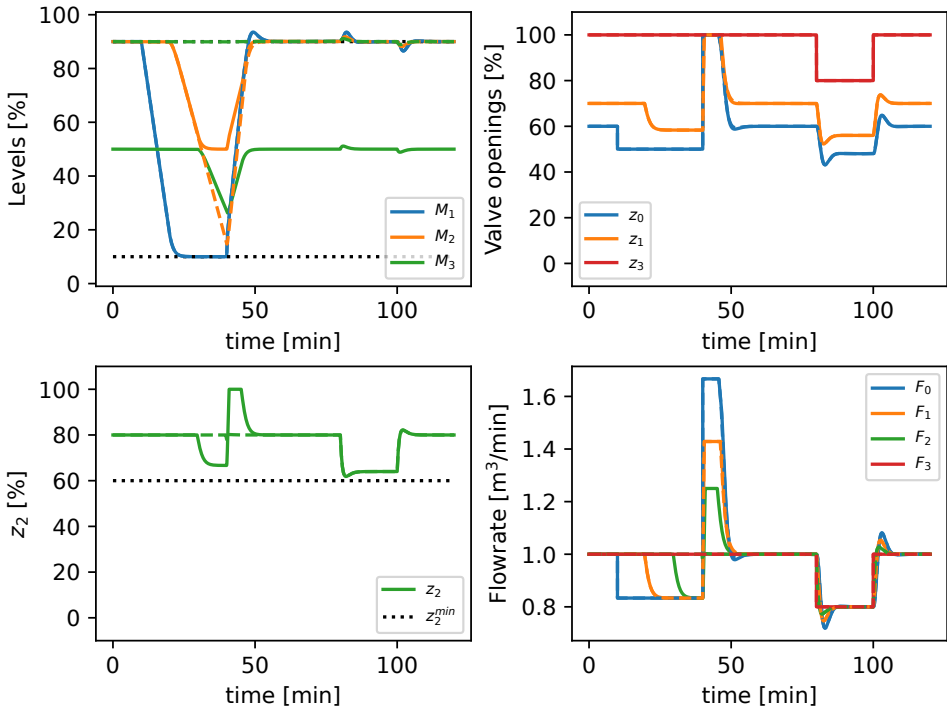 Levels [%]
100
80
60
40
20
0
M₁
M₂
M₃
0
50
100
time [min]
Valve openings [%]
100
80
60
40
20
0
z₀
z₁
z₃
0
50
100
time [min]
z₂ [%]
100
80
60
40
20
0
z₂
z₂ᵐⁱⁿ
0
50
100
time [min]
Flowrate [m³/min]
1.6
1.4
1.2
1.0
0.8
F₀
F₁
F₂
F₃
0
50
100
time [min]